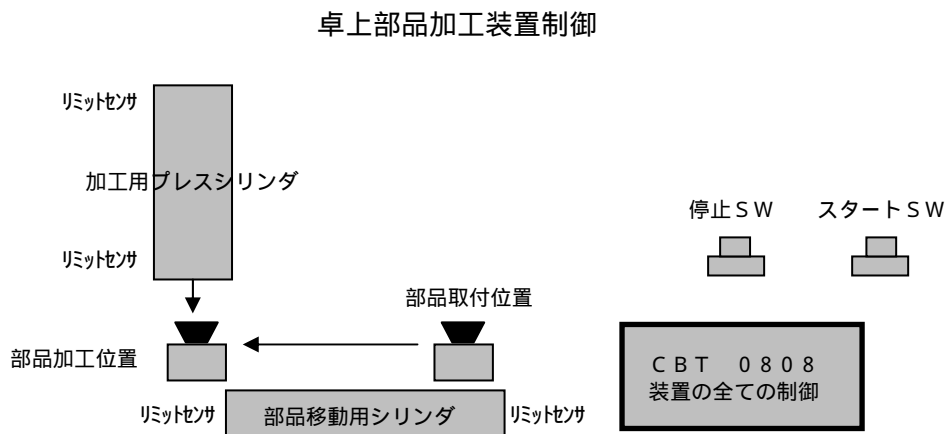 卓上部品加工装置制御
ﾘﾐｯﾄｾﾝｻ
加工用プレスシリンダ
ﾘﾐｯﾄｾﾝｻ
停止ＳＷ
スタートＳＷ
部品取付位置
部品加工位置
ＣＢＴ　０８０８
装置の全ての制御
ﾘﾐｯﾄｾﾝｻ
部品移動用シリンダ
ﾘﾐｯﾄｾﾝｻ